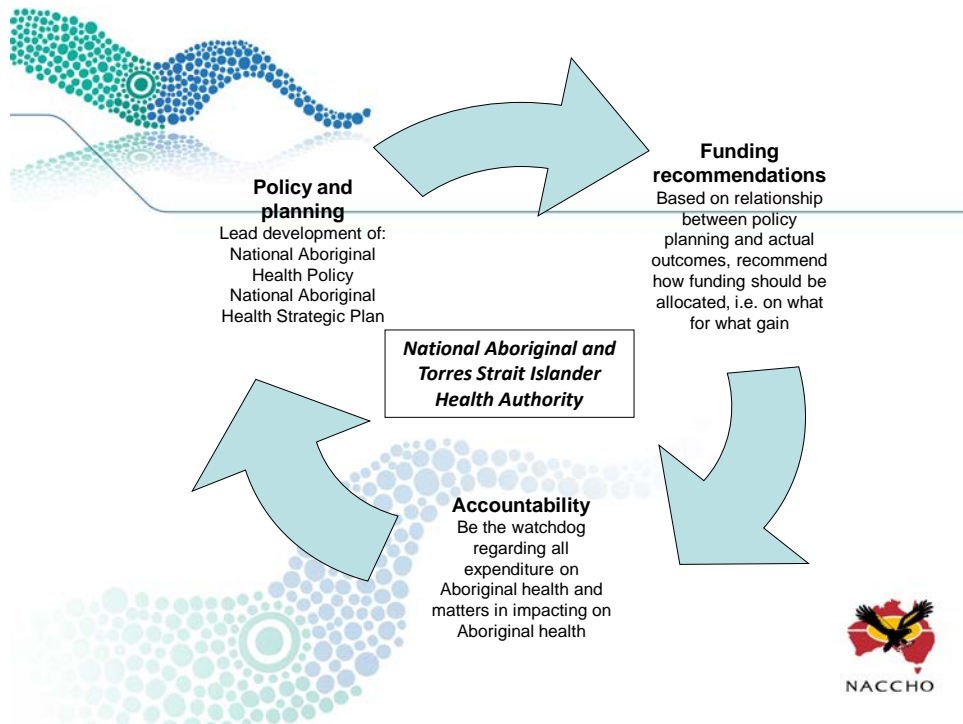 Policy and
planning
Lead development of:
National Aboriginal
Health Policy
National Aboriginal
Health Strategic Plan
Funding
recommendations
Based on relationship
between policy
planning and actual
outcomes, recommend
how funding should be
allocated, i.e. on what
for what gain
National Aboriginal and
Torres Strait Islander
Health Authority
Accountability
Be the watchdog
regarding all
expenditure on
Aboriginal health and
matters in impacting on
Aboriginal health
NACCHO